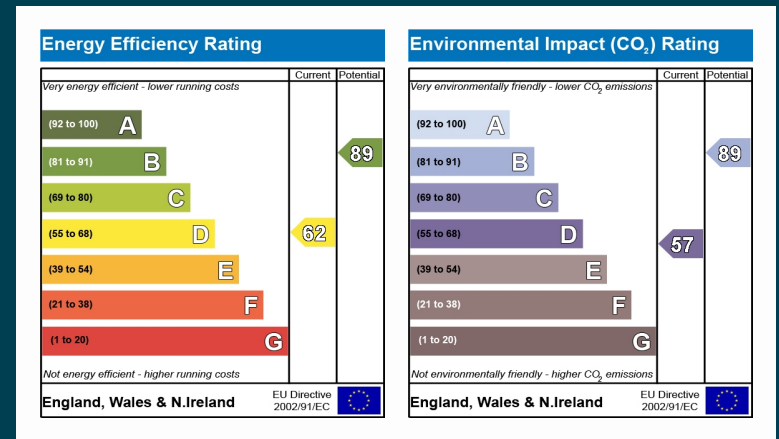 Energy Efficiency Rating
Current Potential
Very energy efficient - lower running costs
(92 to 100) A
(81 to 91) B
89
(69 to 80) C
(55 to 68) D
62
(39 to 54) E
(21 to 38) F
(1 to 20) G
Not energy efficient - higher running costs
England, Wales & N.Ireland
EU Directive
2002/91/EC
Environmental Impact (CO₂) Rating
Current Potential
Very environmentally friendly - lower CO₂ emissions
(92 to 100) A
(81 to 91) B
89
(69 to 80) C
(55 to 68) D
57
(39 to 54) E
(21 to 38) F
(1 to 20) G
Not environmentally friendly - higher CO₂ emissions
England, Wales & N.Ireland
EU Directive
2002/91/EC